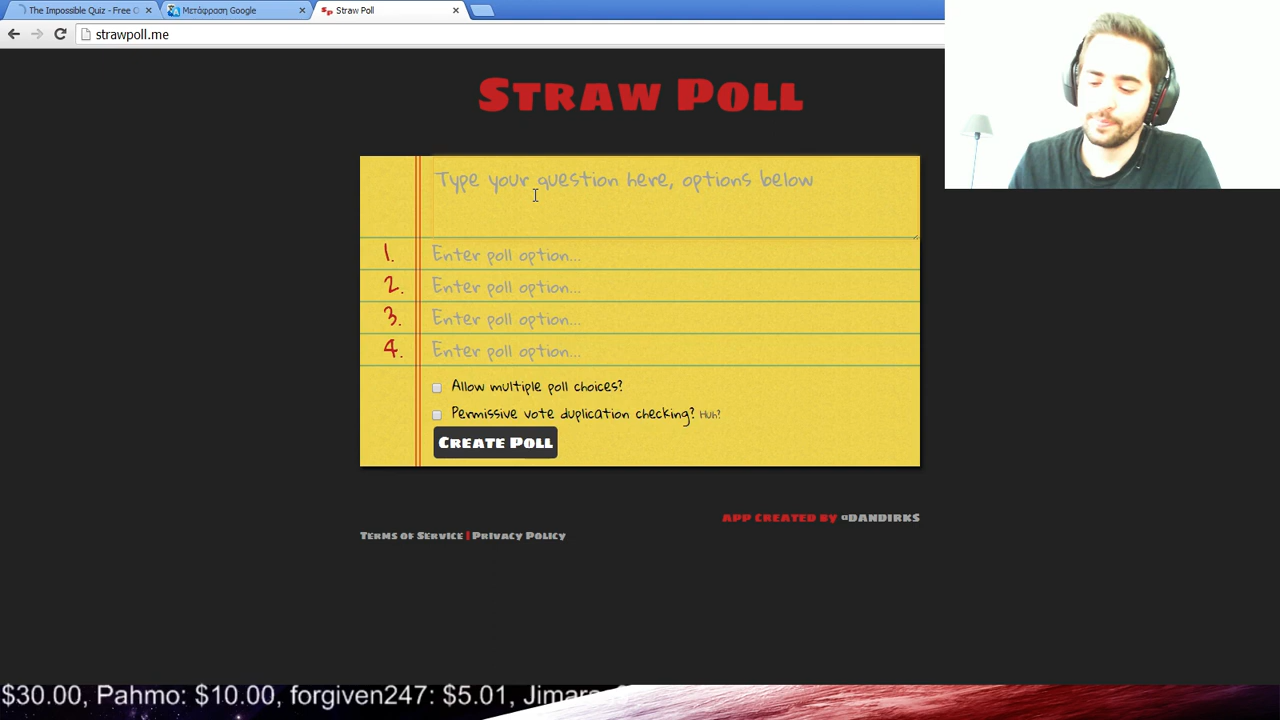 The Impossible Quiz - Free O
Μετάφραση Google
Straw Poll
strawpoll.me
STRAW POLL
Type your question here, options below
1. Enter poll option...
2. Enter poll option...
3. Enter poll option...
4. Enter poll option...
Allow multiple poll choices?
Permissive vote duplication checking? Huh?
CREATE POLL
APP CREATED BY @DANDIRKS
TERMS OF SERVICE | PRIVACY POLICY
$30.00, Pahmo: $10.00, forgiven247: $5.01,